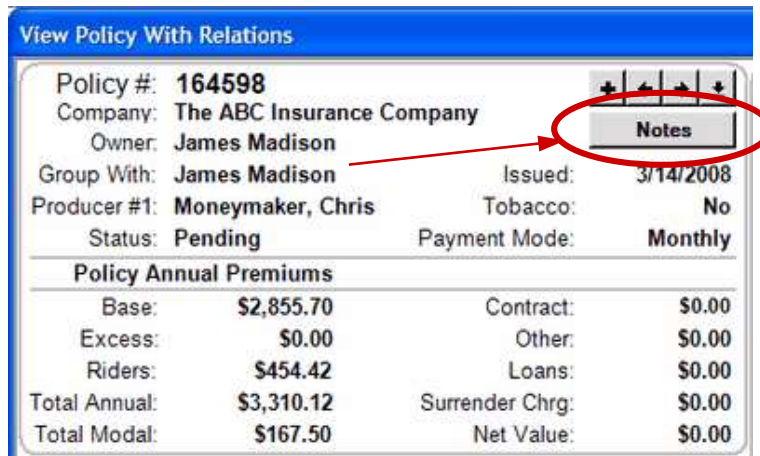 View Policy With Relations
Policy #: 164598
Company: The ABC Insurance Company
Notes
Owner: James Madison
Group With: James Madison Issued: 3/14/2008
Producer #1: Moneymaker, Chris Tobacco: No
Status: Pending Payment Mode: Monthly
Policy Annual Premiums
Base: $2,855.70 Contract: $0.00
Excess: $0.00 Other: $0.00
Riders: $454.42 Loans: $0.00
Total Annual: $3,310.12 Surrender Chrg: $0.00
Total Modal: $167.50 Net Value: $0.00